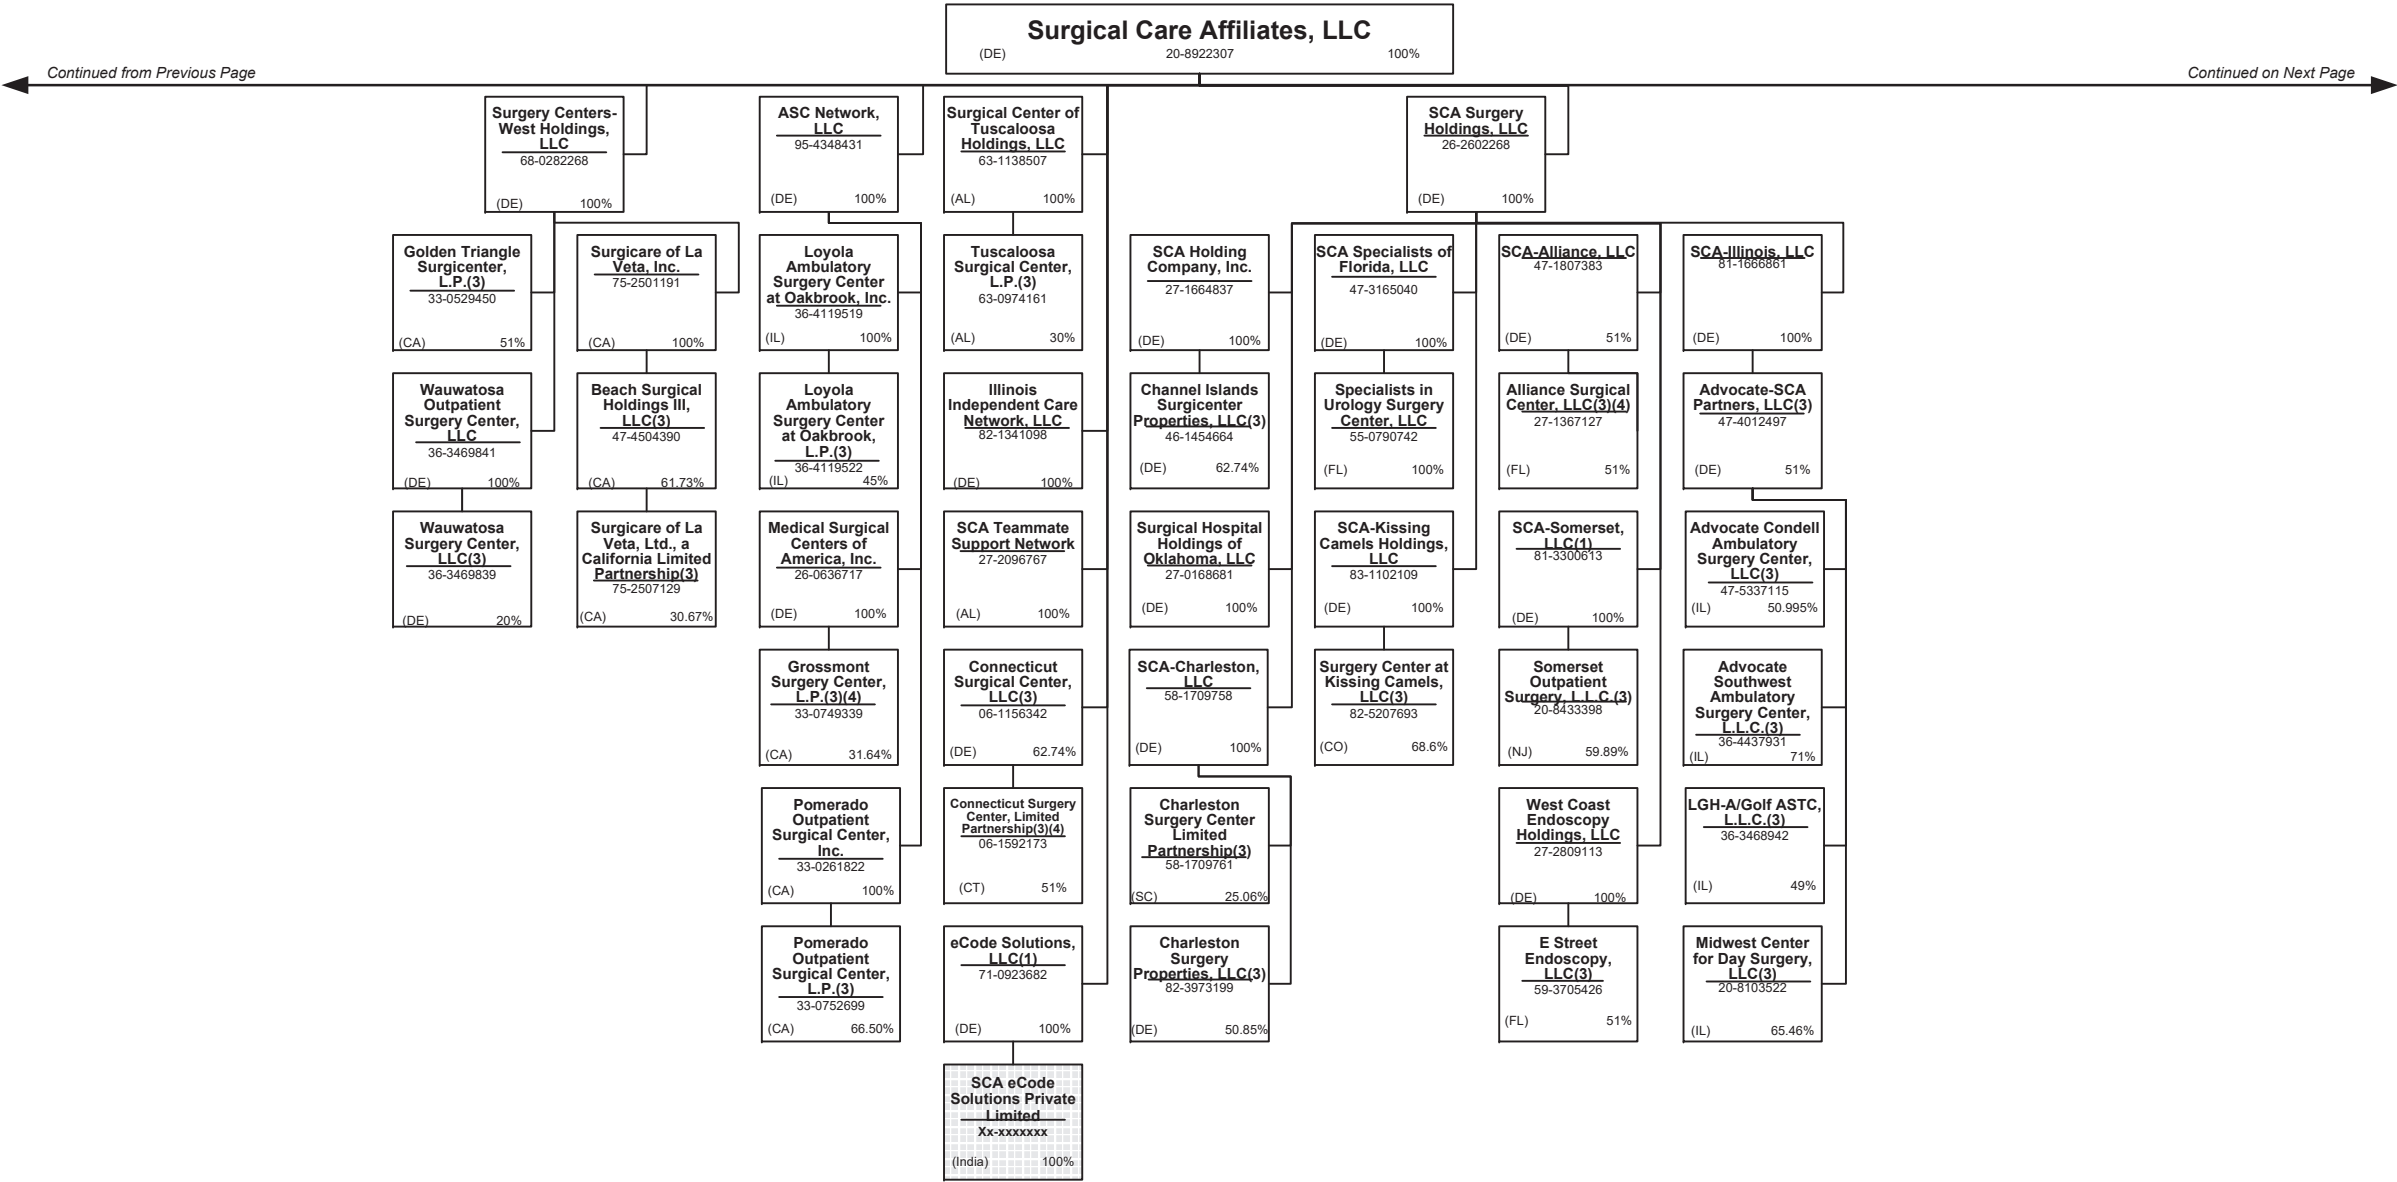 Surgical Care Affiliates, LLC
(DE) 20-8922307 100%
Continued from Previous Page
Continued on Next Page
Surgery Centers-
West Holdings,
LLC
68-0282268
(DE) 100%
ASC Network,
LLC
95-4348431
(DE) 100%
Surgical Center of
Tuscaloosa
Holdings, LLC
63-1138507
(AL) 100%
SCA Surgery
Holdings, LLC
26-2602268
(DE) 100%
Golden Triangle
Surgicenter,
L.P.(3)
33-0529450
(CA) 51%
Surgicare of La
Veta, Inc.
75-2501191
(CA) 100%
Loyola
Ambulatory
Surgery Center
at Oakbrook, Inc.
36-4119519
(IL) 100%
Tuscaloosa
Surgical Center,
L.P.(3)
63-0974161
(AL) 30%
SCA Holding
Company, Inc.
27-1664837
(DE) 100%
SCA Specialists of
Florida, LLC
47-3165040
(DE) 100%
SCA-Alliance, LLC
47-1807383
(DE) 51%
SCA-Illinois, LLC
81-1666861
(DE) 100%
Wauwatosa
Outpatient
Surgery Center,
LLC
36-3469841
(DE) 100%
Beach Surgical
Holdings III,
LLC(3)
47-4504390
(CA) 61.73%
Loyola
Ambulatory
Surgery Center
at Oakbrook,
L.P.(3)
36-4119522
(IL) 45%
Illinois
Independent Care
Network, LLC
82-1341098
(DE) 100%
Channel Islands
Surgicenter
Properties, LLC(3)
46-1454664
(DE) 62.74%
Specialists in
Urology Surgery
Center, LLC
55-0790742
(FL) 100%
Alliance Surgical
Center, LLC(3)(4)
27-1367127
(FL) 51%
Advocate-SCA
Partners, LLC(3)
47-4012497
(DE) 51%
Wauwatosa
Surgery Center,
LLC(3)
36-3469839
(DE) 20%
Surgicare of La
Veta, Ltd., a
California Limited
Partnership(3)
75-2507129
(CA) 30.67%
Medical Surgical
Centers of
America, Inc.
26-0636717
(DE) 100%
SCA Teammate
Support Network
27-2096767
(AL) 100%
Surgical Hospital
Holdings of
Oklahoma, LLC
27-0168681
(DE) 100%
SCA-Kissing
Camels Holdings,
LLC
83-1102109
(DE) 100%
SCA-Somerset,
LLC(1)
81-3300613
(DE) 100%
Advocate Condell
Ambulatory
Surgery Center,
LLC(3)
47-5337115
(IL) 50.995%
Grossmont
Surgery Center,
L.P.(3)(4)
33-0749339
(CA) 31.64%
Connecticut
Surgical Center,
LLC(3)
06-1156342
(DE) 62.74%
SCA-Charleston,
LLC
58-1709758
(DE) 100%
Surgery Center at
Kissing Camels,
LLC(3)
82-5207693
(CO) 68.6%
Somerset
Outpatient
Surgery, L.L.C.(3)
20-8433398
(NJ) 59.89%
Advocate
Southwest
Ambulatory
Surgery Center,
L.L.C.(3)
36-4437931
(IL) 71%
Pomerado
Outpatient
Surgical Center,
Inc.
33-0261822
(CA) 100%
Connecticut Surgery
Center, Limited
Partnership(3)(4)
06-1592173
(CT) 51%
Charleston
Surgery Center
Limited
Partnership(3)
58-1709761
(SC) 25.06%
West Coast
Endoscopy
Holdings, LLC
27-2809113
(DE) 100%
LGH-A/Golf ASTC,
L.L.C.(3)
36-3468942
(IL) 49%
Pomerado
Outpatient
Surgical Center,
L.P.(3)
33-0752699
(CA) 66.50%
eCode Solutions,
LLC(1)
71-0923682
(DE) 100%
Charleston
Surgery
Properties, LLC(3)
82-3973199
(DE) 50.85%
E Street
Endoscopy,
LLC(3)
59-3705426
(FL) 51%
Midwest Center
for Day Surgery,
LLC(3)
20-8103522
(IL) 65.46%
SCA eCode
Solutions Private
Limited
Xx-xxxxxxx
(India) 100%